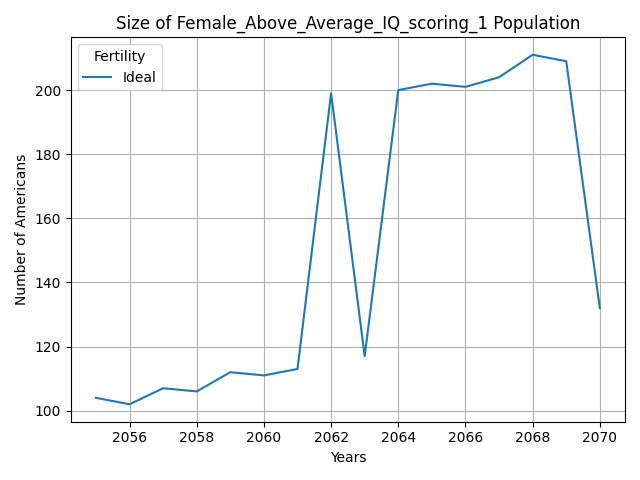 Size of Female_Above_Average_IQ_scoring_1 Population
Fertility
Ideal
Number of Americans
200
180
160
140
120
100
2056 2058 2060 2062 2064 2066 2068 2070
Years